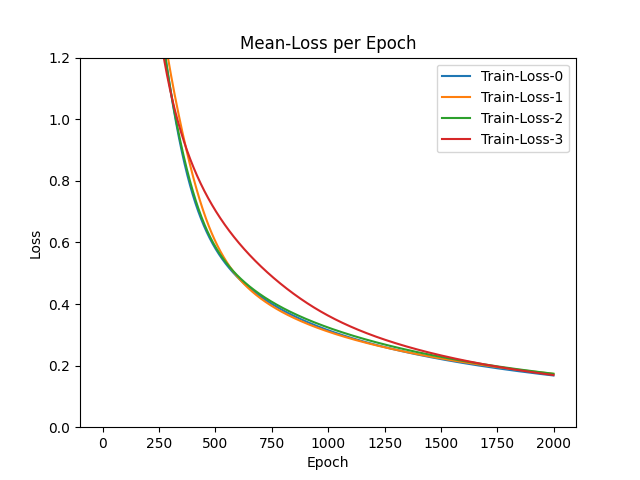 Mean-Loss per Epoch
1.2
1.0
0.8
0.6
0.4
0.2
0.0
Loss
Train-Loss-0
Train-Loss-1
Train-Loss-2
Train-Loss-3
0 250 500 750 1000 1250 1500 1750 2000
Epoch